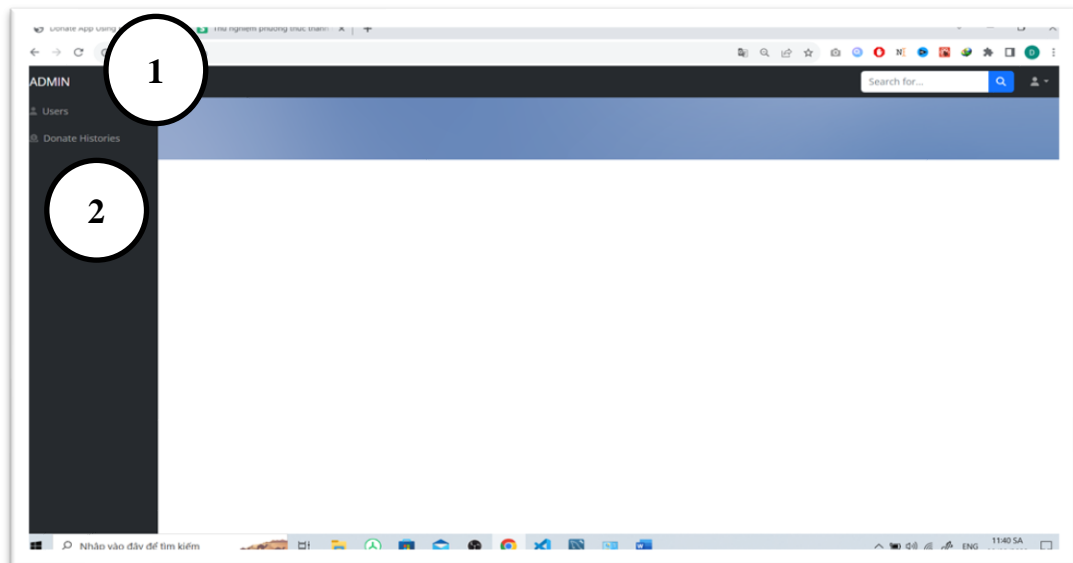 Donate App Using
Thử nghiệm phương thức thanh
1
ADMIN
Search for...
Users
Donate Histories
2
Nhập vào đây để tìm kiếm
ENG
11:40 SA